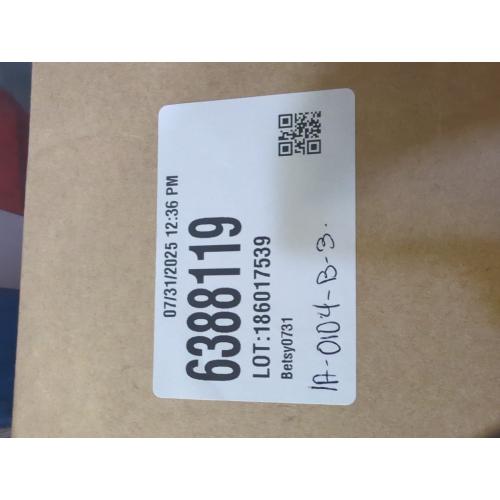 07/31/2025 12:36 PM
6388119
LOT:186017539
Betsy0731
1A-0104-B-3.